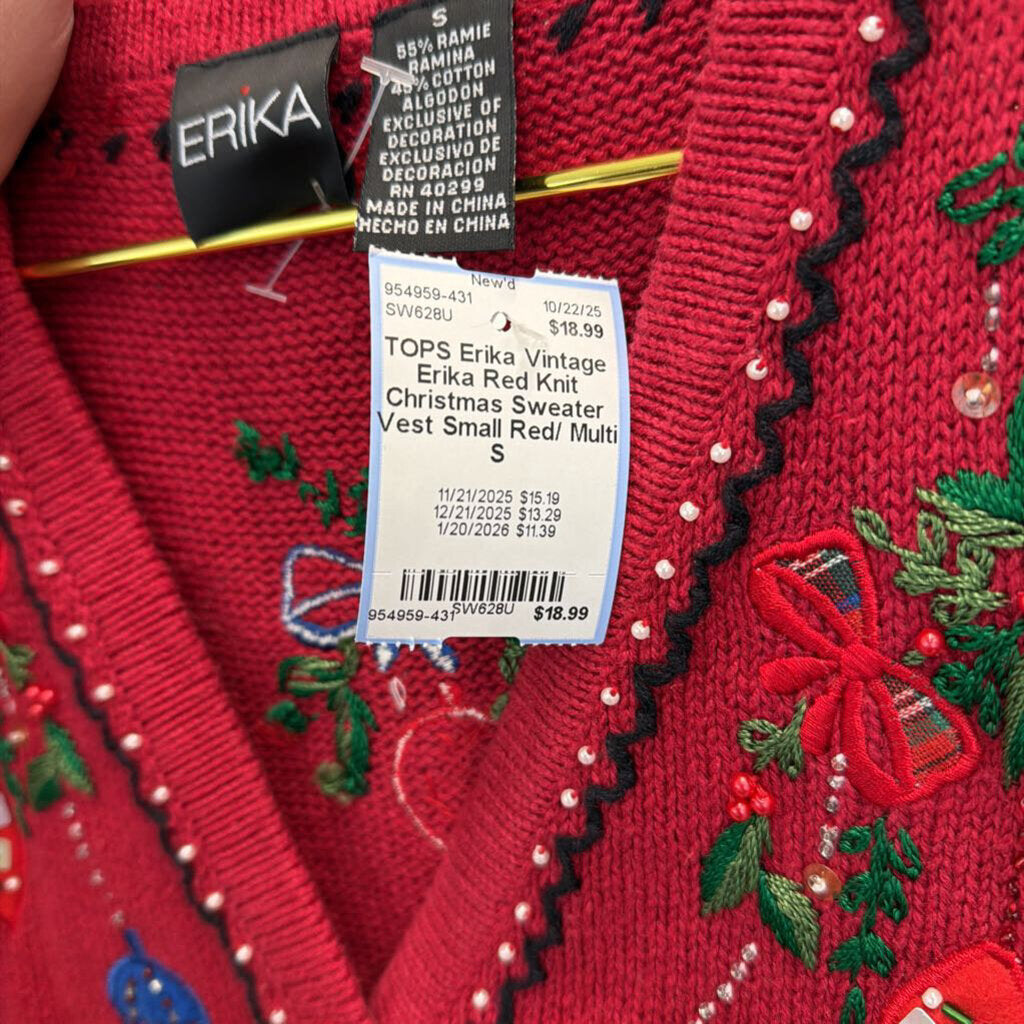 ERIKA
S
55% RAMIE
RAMINA
45% COTTON
ALGODON
EXCLUSIVE OF
DECORATION
EXCLUSIVO DE
DECORACION
RN 40299
MADE IN CHINA
HECHO EN CHINA
New'd
954959-431 10/22/25
SW628U $18.99
TOPS Erika Vintage
Erika Red Knit
Christmas Sweater
Vest Small Red/ Multi
S
11/21/2025 $15.19
12/21/2025 $13.29
1/20/2026 $11.39
954959-431 SW628U $18.99